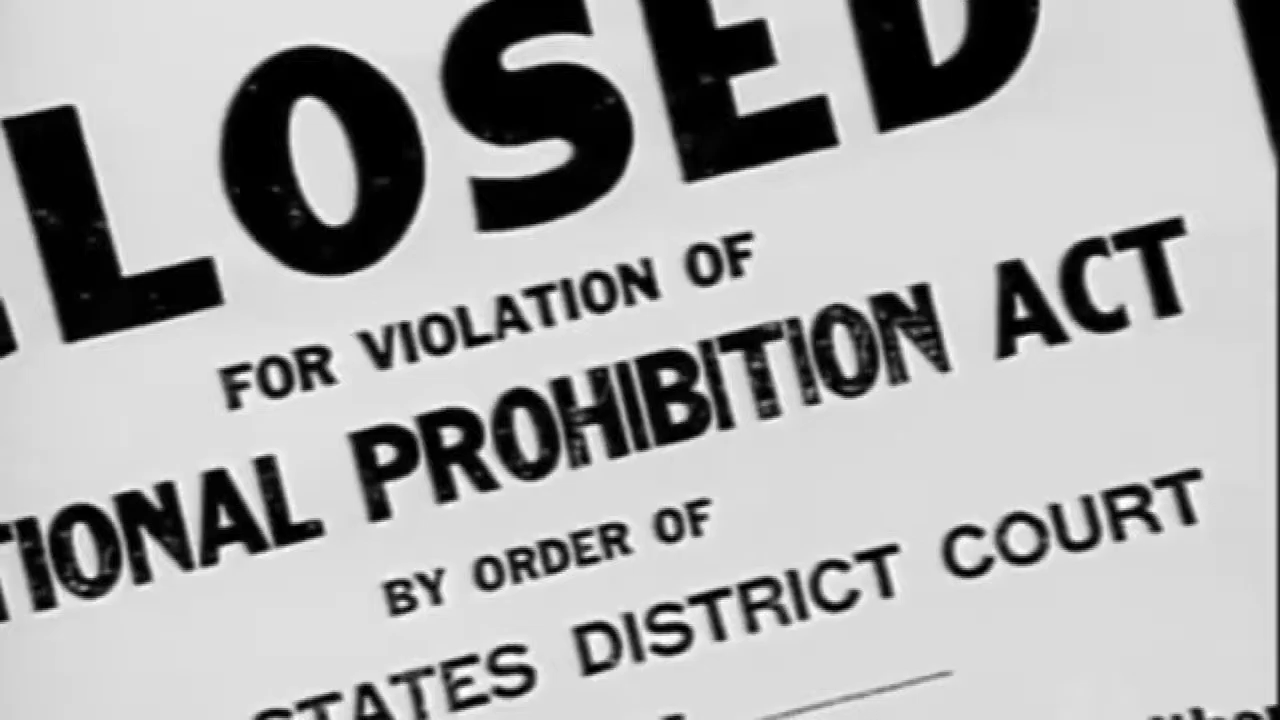 LOSED
FOR VIOLATION OF
TIONAL PROHIBITION ACT
BY ORDER OF
STATES DISTRICT COURT